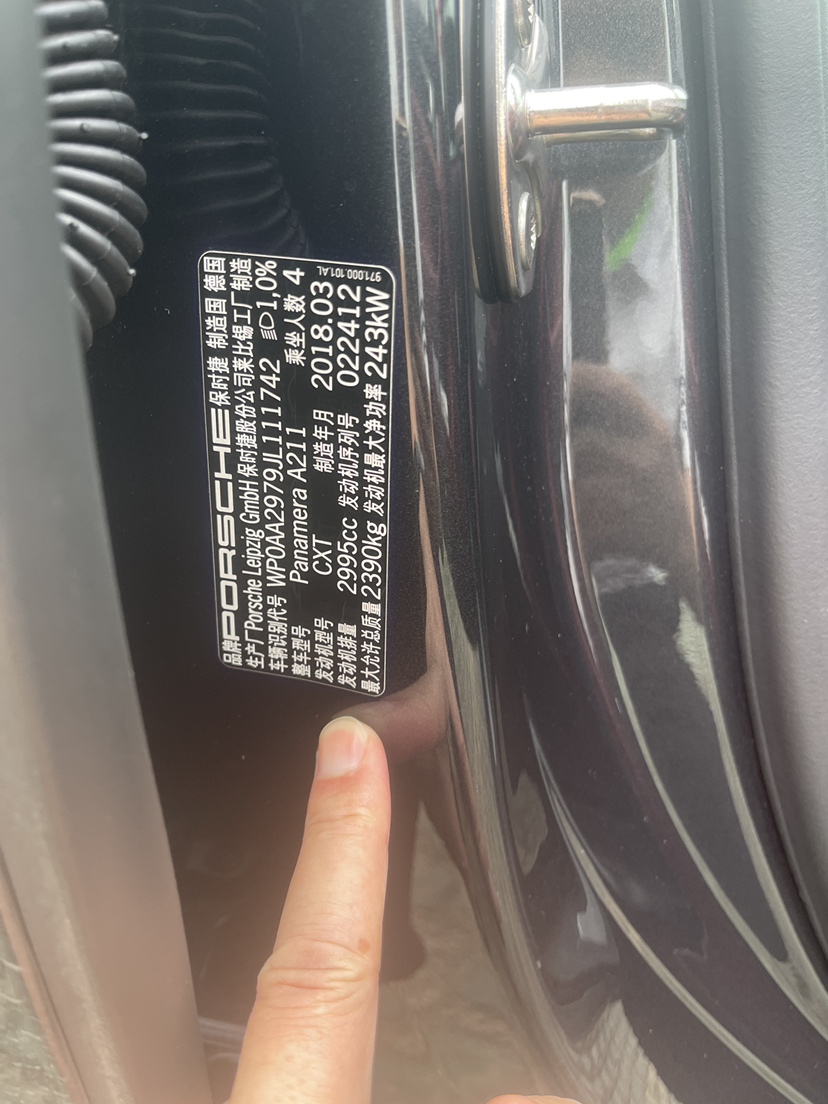 品牌 PORSCHE 保时捷 制造国 德国
生产厂 Porsche Leipzig GmbH 保时捷股份公司莱比锡工厂制造
车辆识别代号 WP0AA2979JL111742 1,0%
整车型号 Panamera A211 乘坐人数 4
发动机型号 CXT 制造年月 2018.03
发动机排量 2995cc 发动机序列号 022412
最大允许总质量 2390kg 发动机最大净功率 243kW
971.000.101.AL